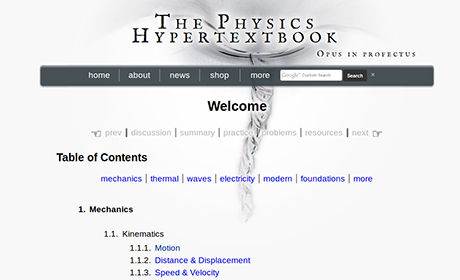 The Physics
Hypertextbook
Opus in profectus
home | about | news | shop | more Google™ Custom Search Search ×
Welcome
☜ prev | discussion | summary | practice | problems | resources | next ☞
Table of Contents
mechanics | thermal | waves | electricity | modern | foundations | more
1. Mechanics
1.1. Kinematics
1.1.1. Motion
1.1.2. Distance & Displacement
1.1.3. Speed & Velocity